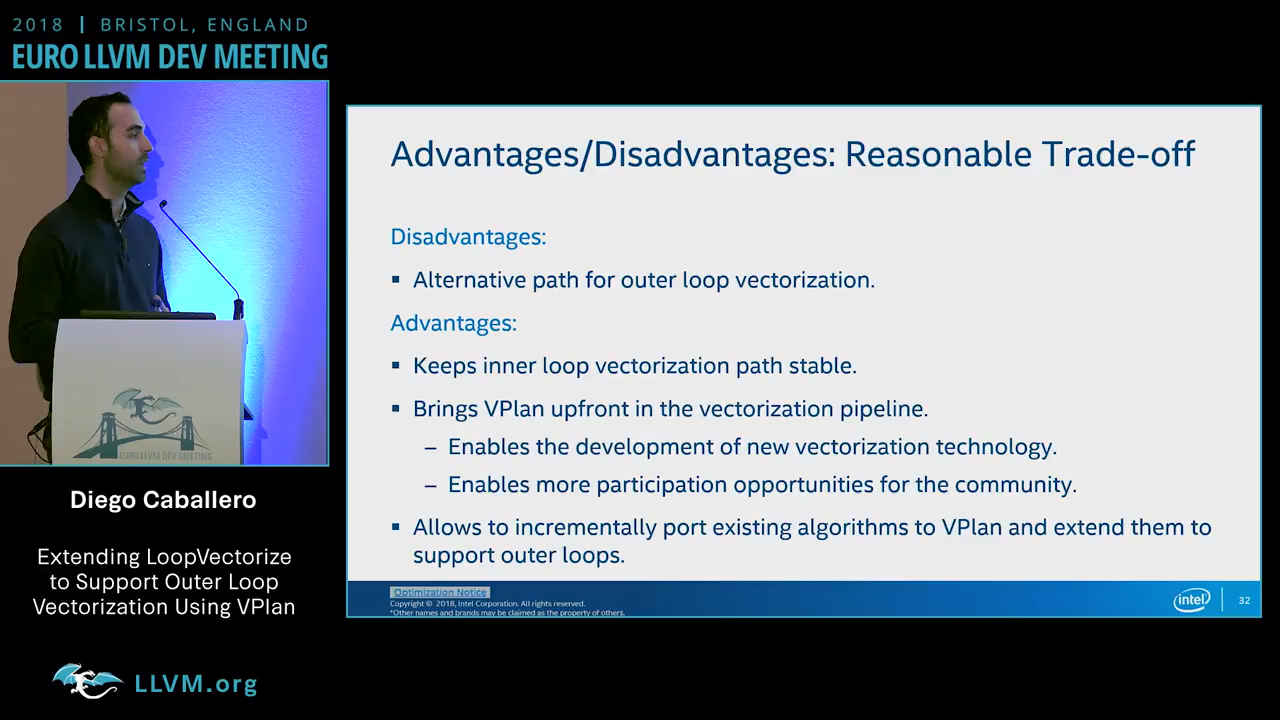 2018 | BRISTOL, ENGLAND
EURO LLVM DEV MEETING
EURO LLVM DEV MEETING
Diego Caballero
Extending LoopVectorize
to Support Outer Loop
Vectorization Using VPlan
LLVM.org
Advantages/Disadvantages: Reasonable Trade-off
Disadvantages:
▪ Alternative path for outer loop vectorization.
Advantages:
▪ Keeps inner loop vectorization path stable.
▪ Brings VPlan upfront in the vectorization pipeline.
– Enables the development of new vectorization technology.
– Enables more participation opportunities for the community.
▪ Allows to incrementally port existing algorithms to VPlan and extend them to
support outer loops.
Optimization Notice
Copyright © 2018, Intel Corporation. All rights reserved.
*Other names and brands may be claimed as the property of others.
intel
32